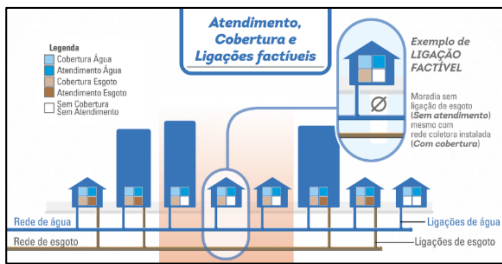 Atendimento,
Cobertura e
Ligações factíveis
Legenda
Cobertura Água
Atendimento Água
Cobertura Esgoto
Atendimento Esgoto
Sem Cobertura
Sem Atendimento
Exemplo de
LIGAÇÃO
FACTÍVEL
Moradia sem
ligação de esgoto
(Sem atendimento)
mesmo com
rede coletora instalada
(Com cobertura)
Rede de água
Ligações de água
Rede de esgoto
Ligações de esgoto